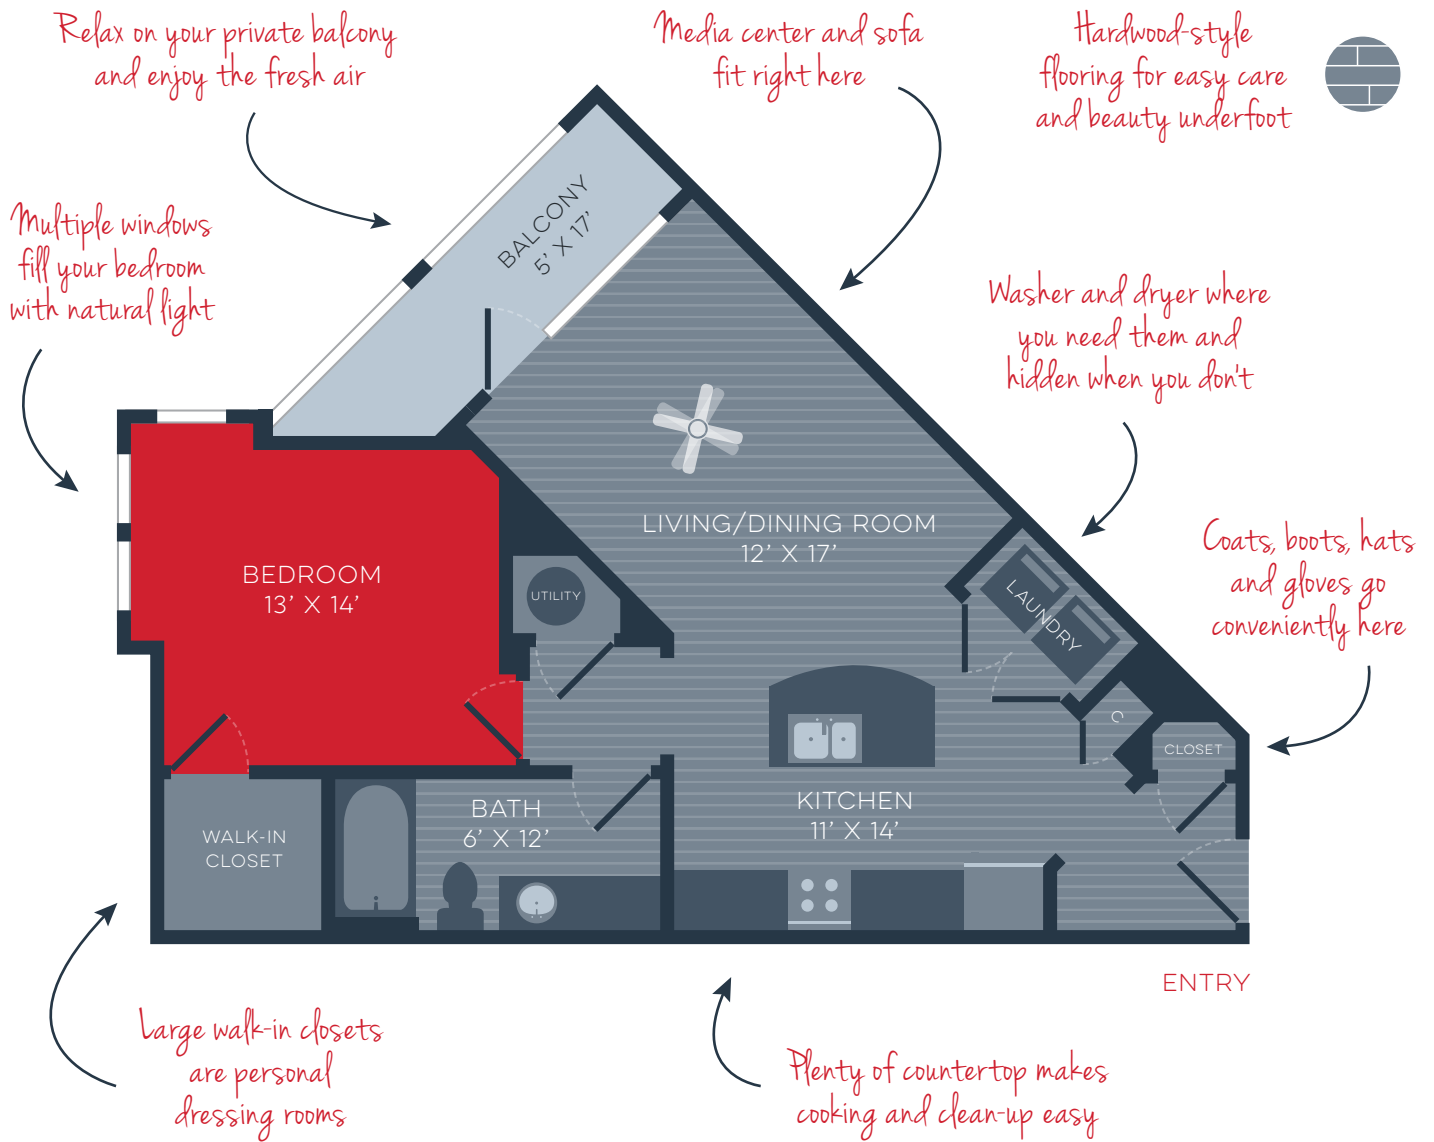 Relax on your private balcony
and enjoy the fresh air
Media center and sofa
fit right here
Hardwood-style
flooring for easy care
and beauty underfoot
Multiple windows
fill your bedroom
with natural light
BALCONY
5’ X 17’
Washer and dryer where
you need them and
hidden when you don't
LIVING/DINING ROOM
12’ X 17’
Coats, boots, hats
and gloves go
conveniently here
BEDROOM
13’ X 14’
UTILITY
LAUNDRY
C
CLOSET
BATH
6’ X 12’
KITCHEN
11’ X 14’
WALK-IN
CLOSET
ENTRY
Large walk-in closets
are personal
dressing rooms
Plenty of countertop makes
cooking and clean-up easy